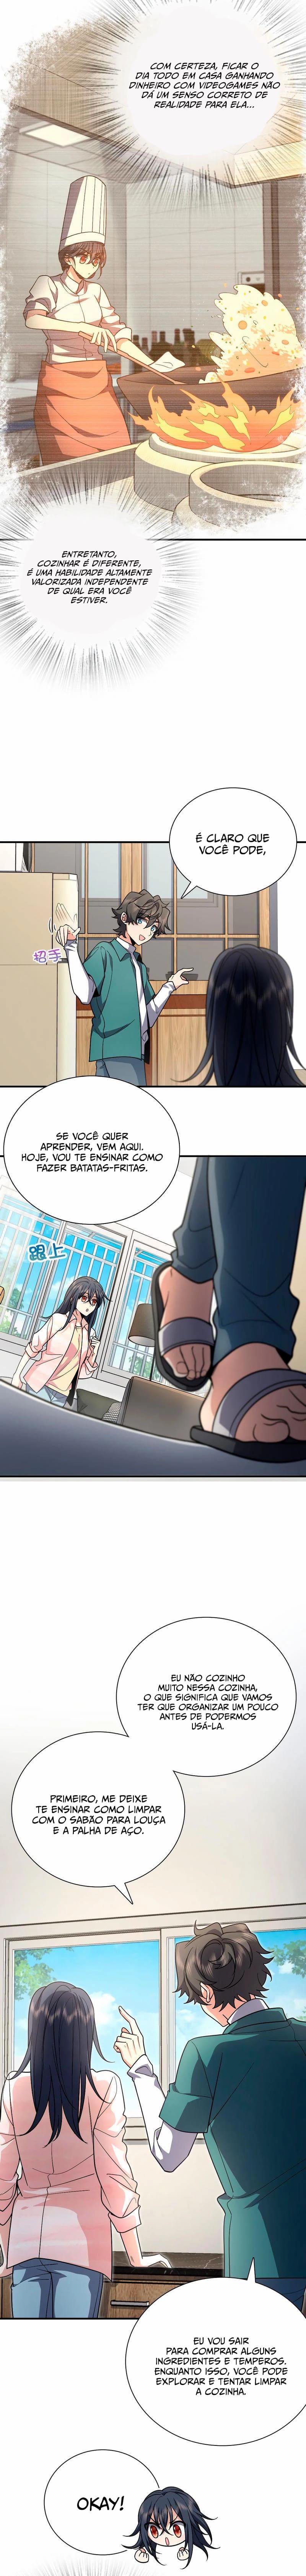 COM CERTEZA, FICAR O
DIA TODO EM CASA GANHANDO
DINHEIRO COM VIDEOGAMES NÃO
DÁ UM SENSO CORRETO DE
REALIDADE PARA ELA...
ENTRETANTO,
COZINHAR É DIFERENTE,
É UMA HABILIDADE ALTAMENTE
VALORIZADA INDEPENDENTE
DE QUAL ERA VOCÊ
ESTIVER.
É CLARO QUE
VOCÊ PODE,
招手
SE VOCÊ QUER
APRENDER, VEM AQUI.
HOJE, VOU TE ENSINAR COMO
FAZER BATATAS-FRITAS.
跟上
EU NÃO COZINHO
MUITO NESSA COZINHA,
O QUE SIGNIFICA QUE VAMOS
TER QUE ORGANIZAR UM POUCO
ANTES DE PODERMOS
USÁ-LA.
PRIMEIRO, ME DEIXE
TE ENSINAR COMO LIMPAR
COM O SABÃO PARA LOUÇA
E A PALHA DE AÇO.
EU VOU SAIR
PARA COMPRAR ALGUNS
INGREDIENTES E TEMPEROS.
ENQUANTO ISSO, VOCÊ PODE
EXPLORAR E TENTAR LIMPAR
A COZINHA.
OKAY!